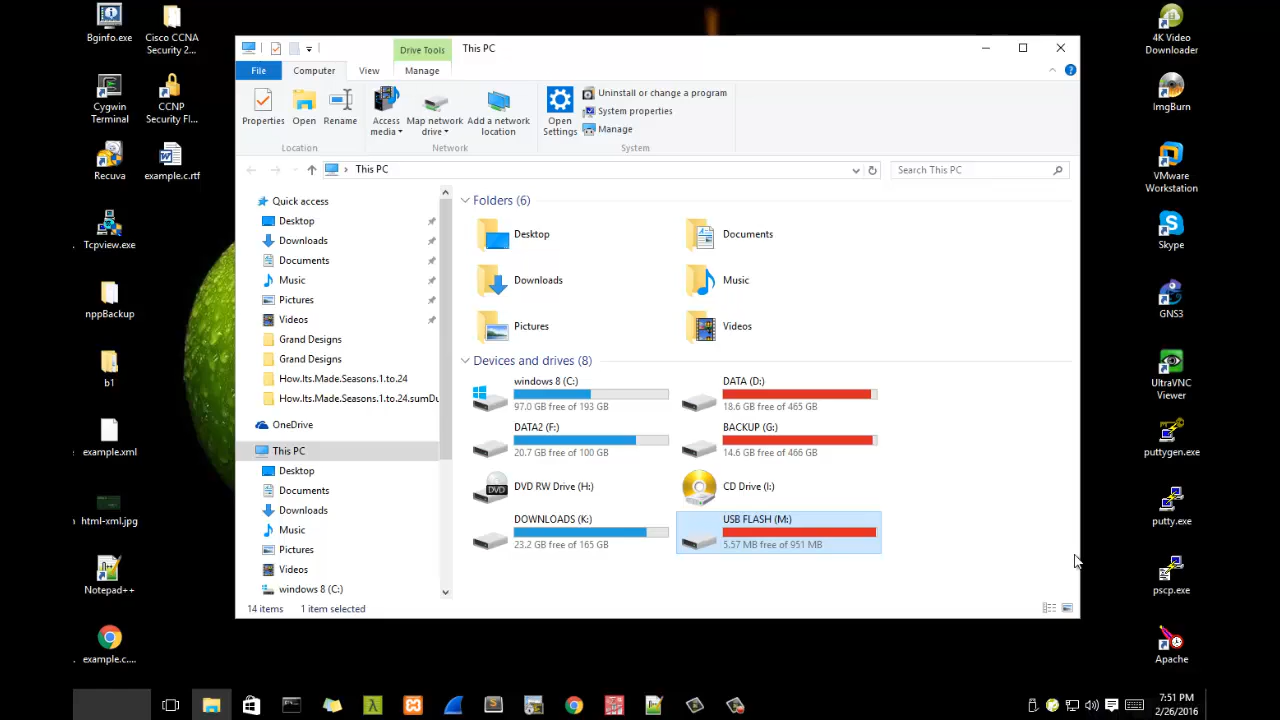 Bginfo.exe
Cisco CCNA
Security 2...
Cygwin
Terminal
CCNP
Security Fl...
Recuva
example.c.rtf
Tcpview.exe
nppBackup
b1
example.xml
html-xml.jpg
Notepad++
example.c....
Drive Tools
This PC
File
Computer
View
Manage
Properties
Open
Rename
Location
Access
media
Map network
drive
Add a network
location
Network
Open
Settings
Uninstall or change a program
System properties
Manage
System
This PC
Search This PC
Quick access
Desktop
Downloads
Documents
Music
Pictures
Videos
Grand Designs
Grand Designs
How.Its.Made.Seasons.1.to.24
How.Its.Made.Seasons.1.to.24.sumDu
OneDrive
This PC
Desktop
Documents
Downloads
Music
Pictures
Videos
windows 8 (C:)
Folders (6)
Desktop
Documents
Downloads
Music
Pictures
Videos
Devices and drives (8)
windows 8 (C:)
97.0 GB free of 193 GB
DATA (D:)
18.6 GB free of 465 GB
DATA2 (F:)
20.7 GB free of 100 GB
BACKUP (G:)
14.6 GB free of 466 GB
DVD
DVD RW Drive (H:)
CD Drive (I:)
DOWNLOADS (K:)
23.2 GB free of 165 GB
USB FLASH (M:)
5.57 MB free of 951 MB
14 items
1 item selected
4K Video
Downloader
ImgBurn
VMware
Workstation
Skype
GNS3
UltraVNC
Viewer
puttygen.exe
putty.exe
pscp.exe
Apache
7:51 PM
2/26/2016